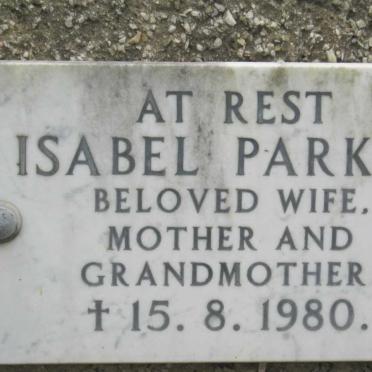 AT REST
ISABEL PARK
BELOVED WIFE,
MOTHER AND
GRANDMOTHER
† 15. 8. 1980.